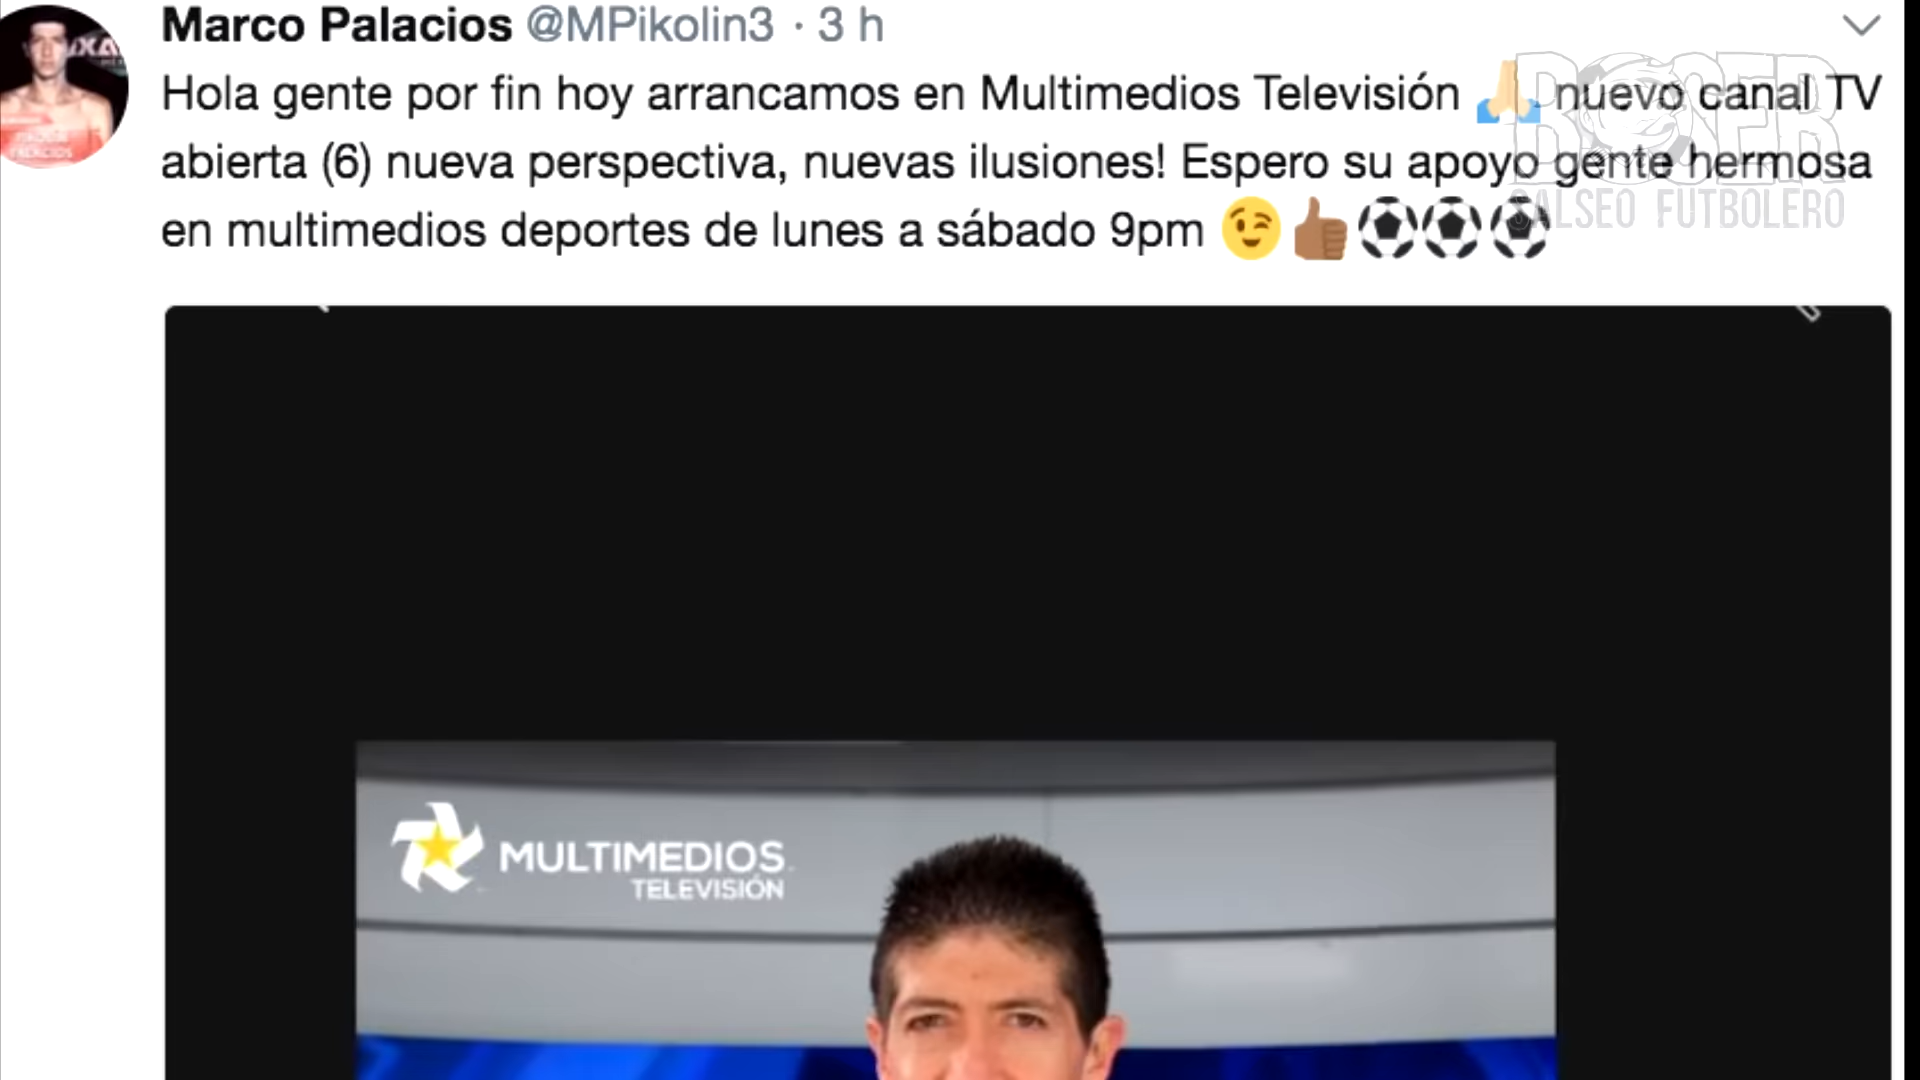 Marco Palacios @MPikolin3 · 3 h
Hola gente por fin hoy arrancamos en Multimedios Televisión 🙏🏼 nuevo canal TV
abierta (6) nueva perspectiva, nuevas ilusiones! Espero su apoyo gente hermosa
en multimedios deportes de lunes a sábado 9pm 😉👍🏾⚽⚽⚽
BOSER
SALSEO FUTBOLERO
MULTIMEDIOS
TELEVISIÓN